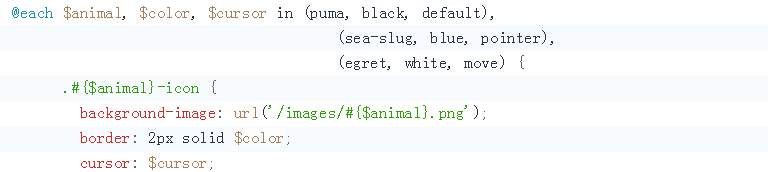 @each $animal, $color, $cursor in (puma, black, default),
(sea-slug, blue, pointer),
(egret, white, move) {
.#{$animal}-icon {
background-image: url('/images/#{$animal}.png');
border: 2px solid $color;
cursor: $cursor;